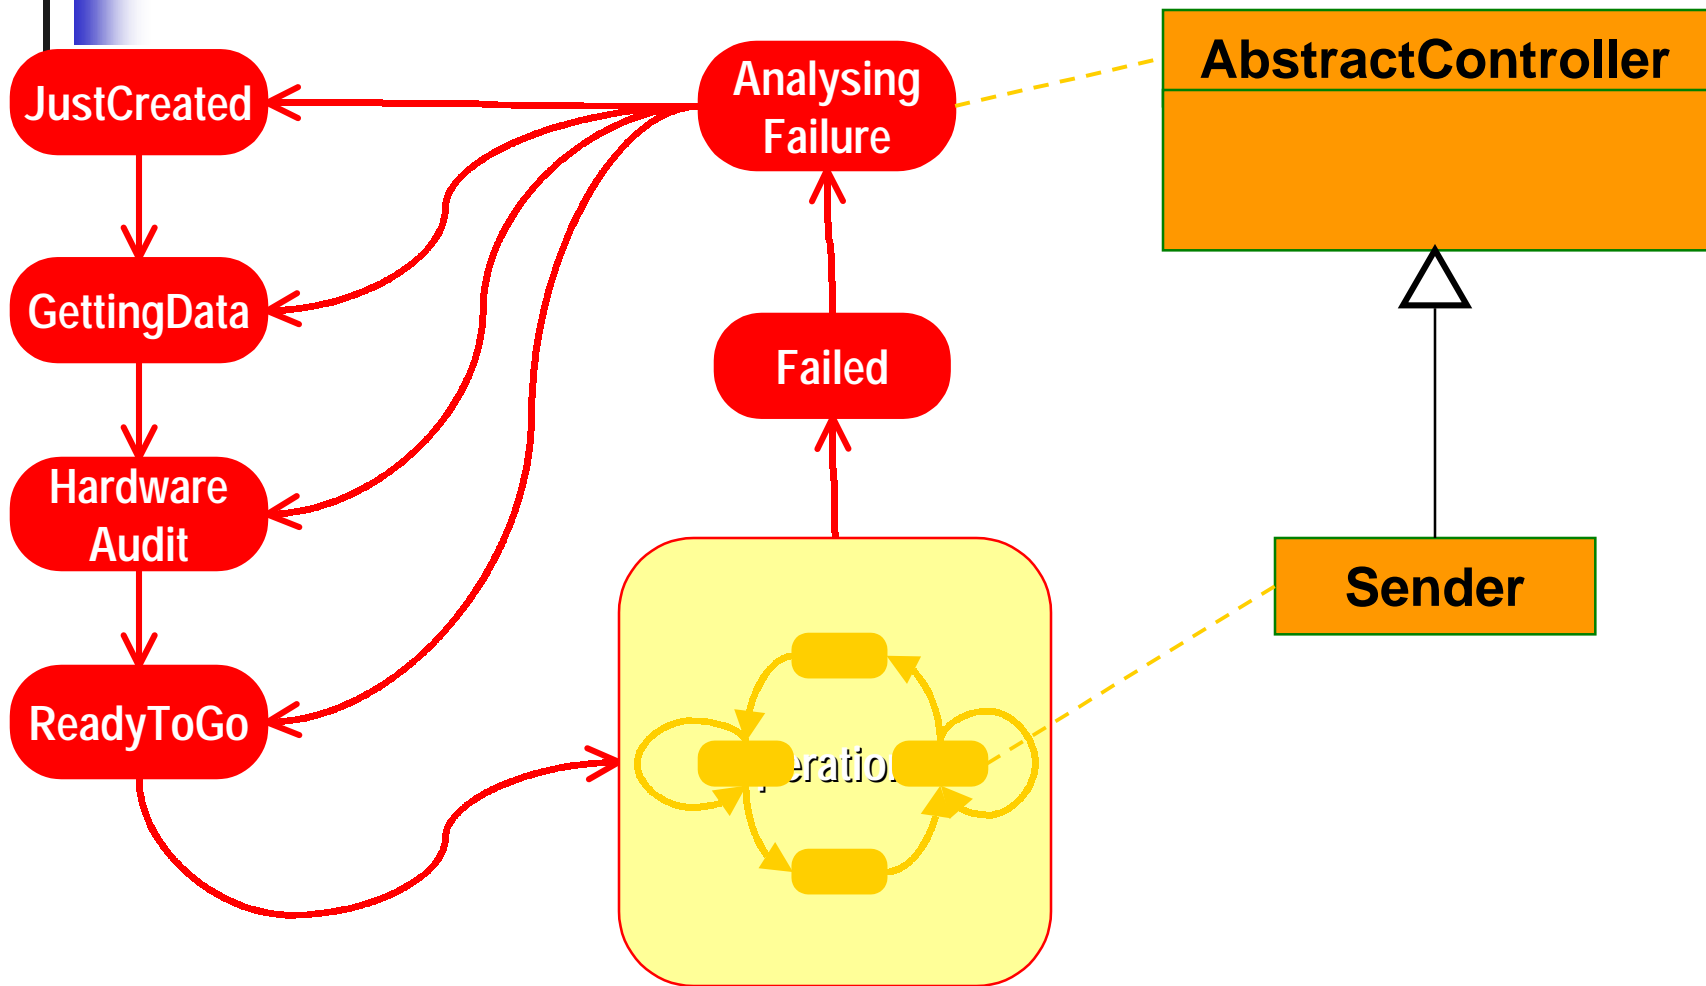 JustCreated
Analysing
Failure
AbstractController
GettingData
Failed
Hardware
Audit
Sender
ReadyToGo